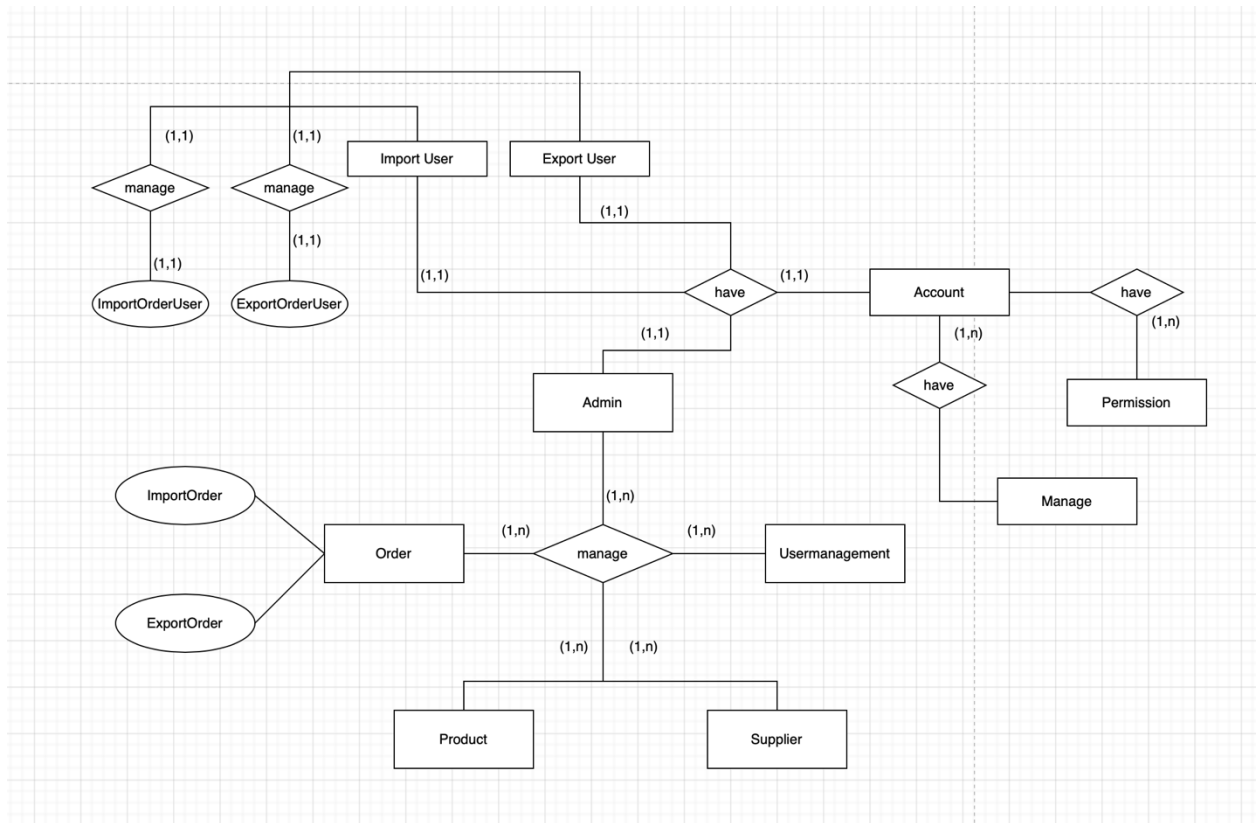 (1,1)
(1,1)
Import User
Export User
manage
manage
(1,1)
(1,1)
(1,1)
(1,1)
(1,1)
ImportOrderUser
ExportOrderUser
have
Account
have
(1,n)
(1,n)
(1,1)
have
Admin
Permission
ImportOrder
(1,n)
Manage
(1,n)
(1,n)
Order
manage
Usermanagement
ExportOrder
(1,n)
(1,n)
Product
Supplier